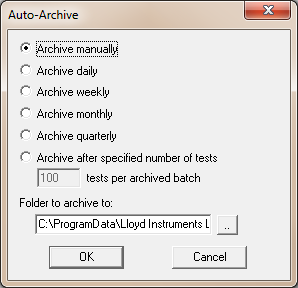 Auto-Archive
Archive manually
Archive daily
Archive weekly
Archive monthly
Archive quarterly
Archive after specified number of tests
100 tests per archived batch
Folder to archive to:
C:\ProgramData\Lloyd Instruments L ..
OK Cancel